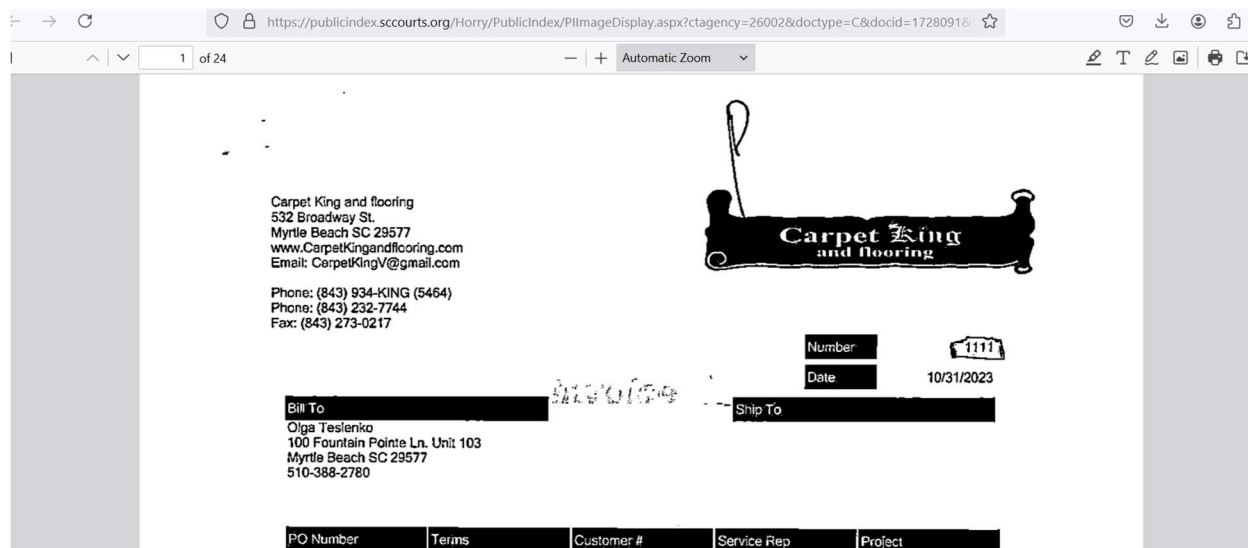 https://publicindex.sccourts.org/Horry/PublicIndex/PIImageDisplay.aspx?ctagency=26002&doctype=C&docid=1728091&
1 of 24
Automatic Zoom
Carpet King and flooring
532 Broadway St.
Myrtle Beach SC 29577
www.CarpetKingandflooring.com
Email: CarpetKingV@gmail.com
Phone: (843) 934-KING (5464)
Phone: (843) 232-7744
Fax: (843) 273-0217
Carpet King
and flooring
Number 1111
Date 10/31/2023
Invoice
Bill To
Ship To
Olga Teslenko
100 Fountain Pointe Ln. Unit 103
Myrtle Beach SC 29577
510-388-2780
PO Number Terms Customer # Service Rep Project